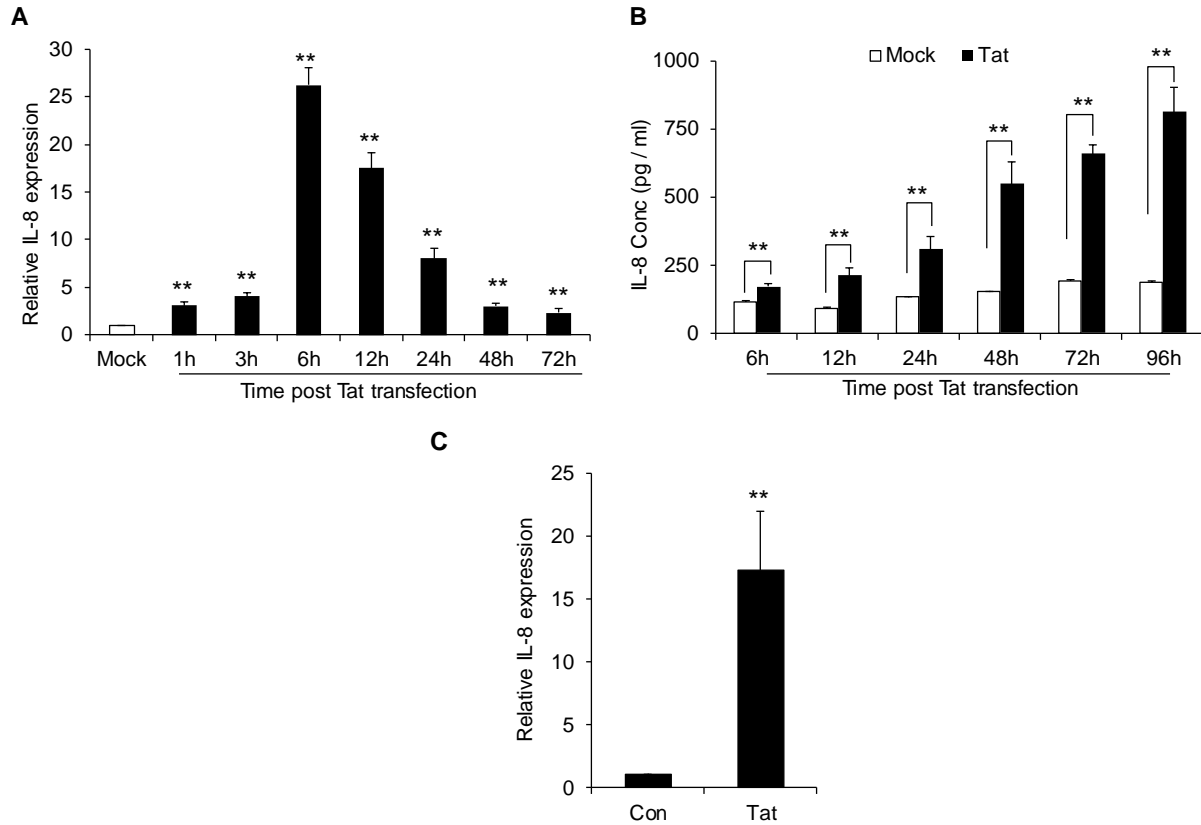 A
Relative IL-8 expression
30
25
20
15
10
5
0
**
**
**
**
**
**
**
Mock 1h 3h 6h 12h 24h 48h 72h
Time post Tat transfection
B
IL-8 Conc (pg / ml)
1000
750
500
250
0
Mock Tat
**
**
**
**
**
**
6h 12h 24h 48h 72h 96h
Time post Tat transfection
C
Relative IL-8 expression
25
20
15
10
5
0
**
Con Tat